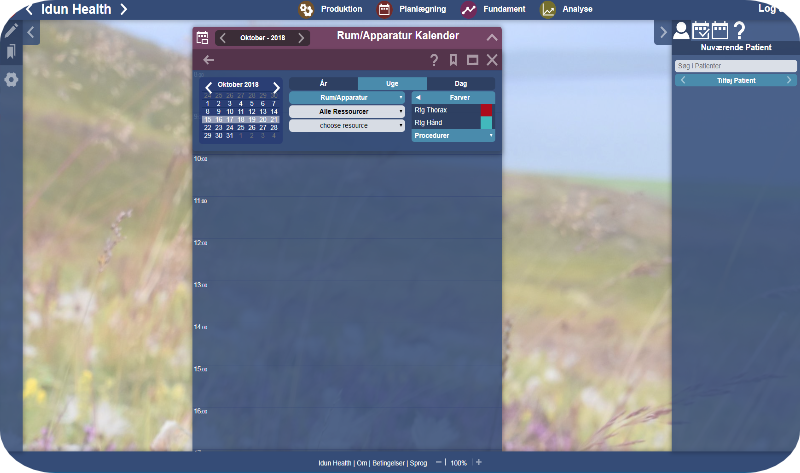 Idun Health
Produktion
Planlægning
Fundament
Analyse
Log
Oktober - 2018
Rum/Apparatur Kalender
Nuværende Patient
Søg i Patienter
Tilføj Patient
Oktober 2018
24 25 26 27 28 29 30
1 2 3 4 5 6 7
8 9 10 11 12 13 14
15 16 17 18 19 20 21
22 23 24 25 26 27 28
29 30 31 1 2 3 4
År
Uge
Dag
Rum/Apparatur
Farver
Alle Ressourcer
Rtg Thorax
choose resource
Rtg Hånd
Procedurer
10:00
11:00
12:00
13:00
14:00
15:00
16:00
Idun Health | Om | Betingelser | Sprog
100%